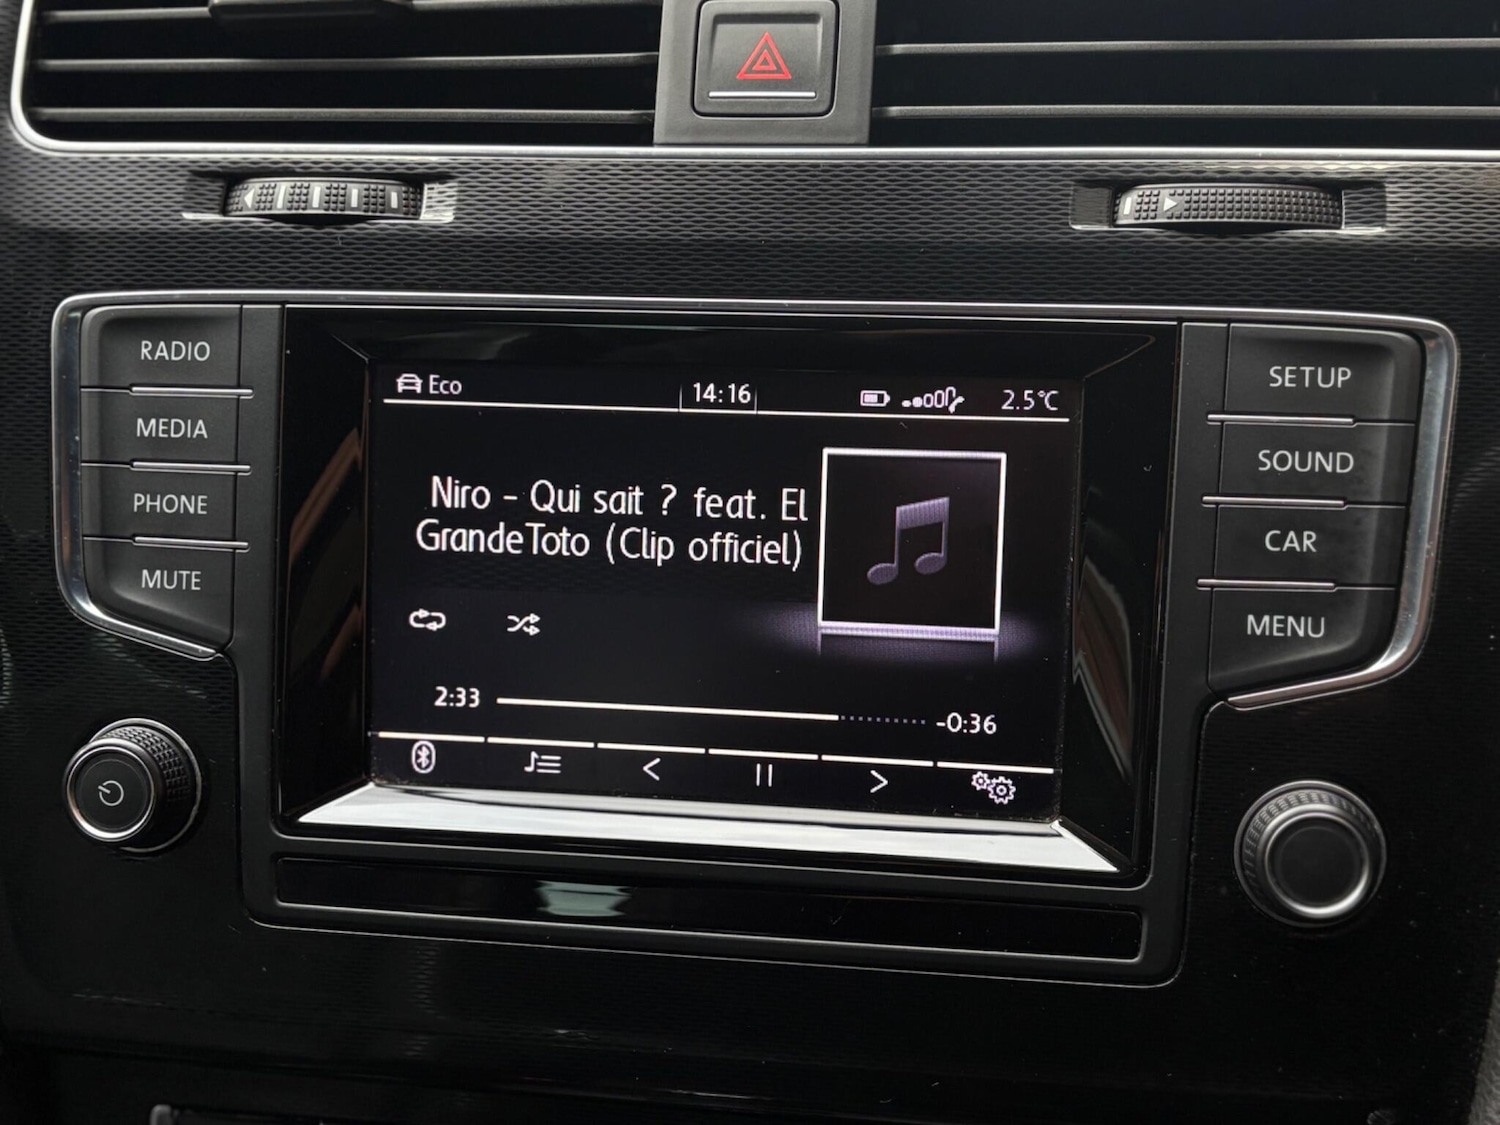 RADIO
MEDIA
PHONE
MUTE
Eco
14:16
2.5°C
Niro - Qui sait ? feat. El
GrandeToto (Clip officiel)
2:33
-0:36
SETUP
SOUND
CAR
MENU